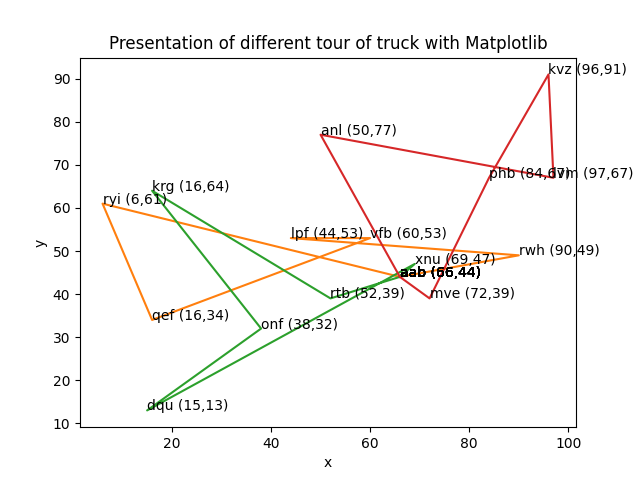 Presentation of different tour of truck with Matplotlib
kvz (96,91)
anl (50,77)
phb (84,67)
dvm (97,67)
krg (16,64)
ryi (6,61)
lpf (44,53)
vfb (60,53)
rwh (90,49)
xnu (69,47)
aab (66,44)
rtb (52,39)
mve (72,39)
qef (16,34)
onf (38,32)
dqu (15,13)
y
90
80
70
60
50
40
30
20
10
20
40
60
80
100
x